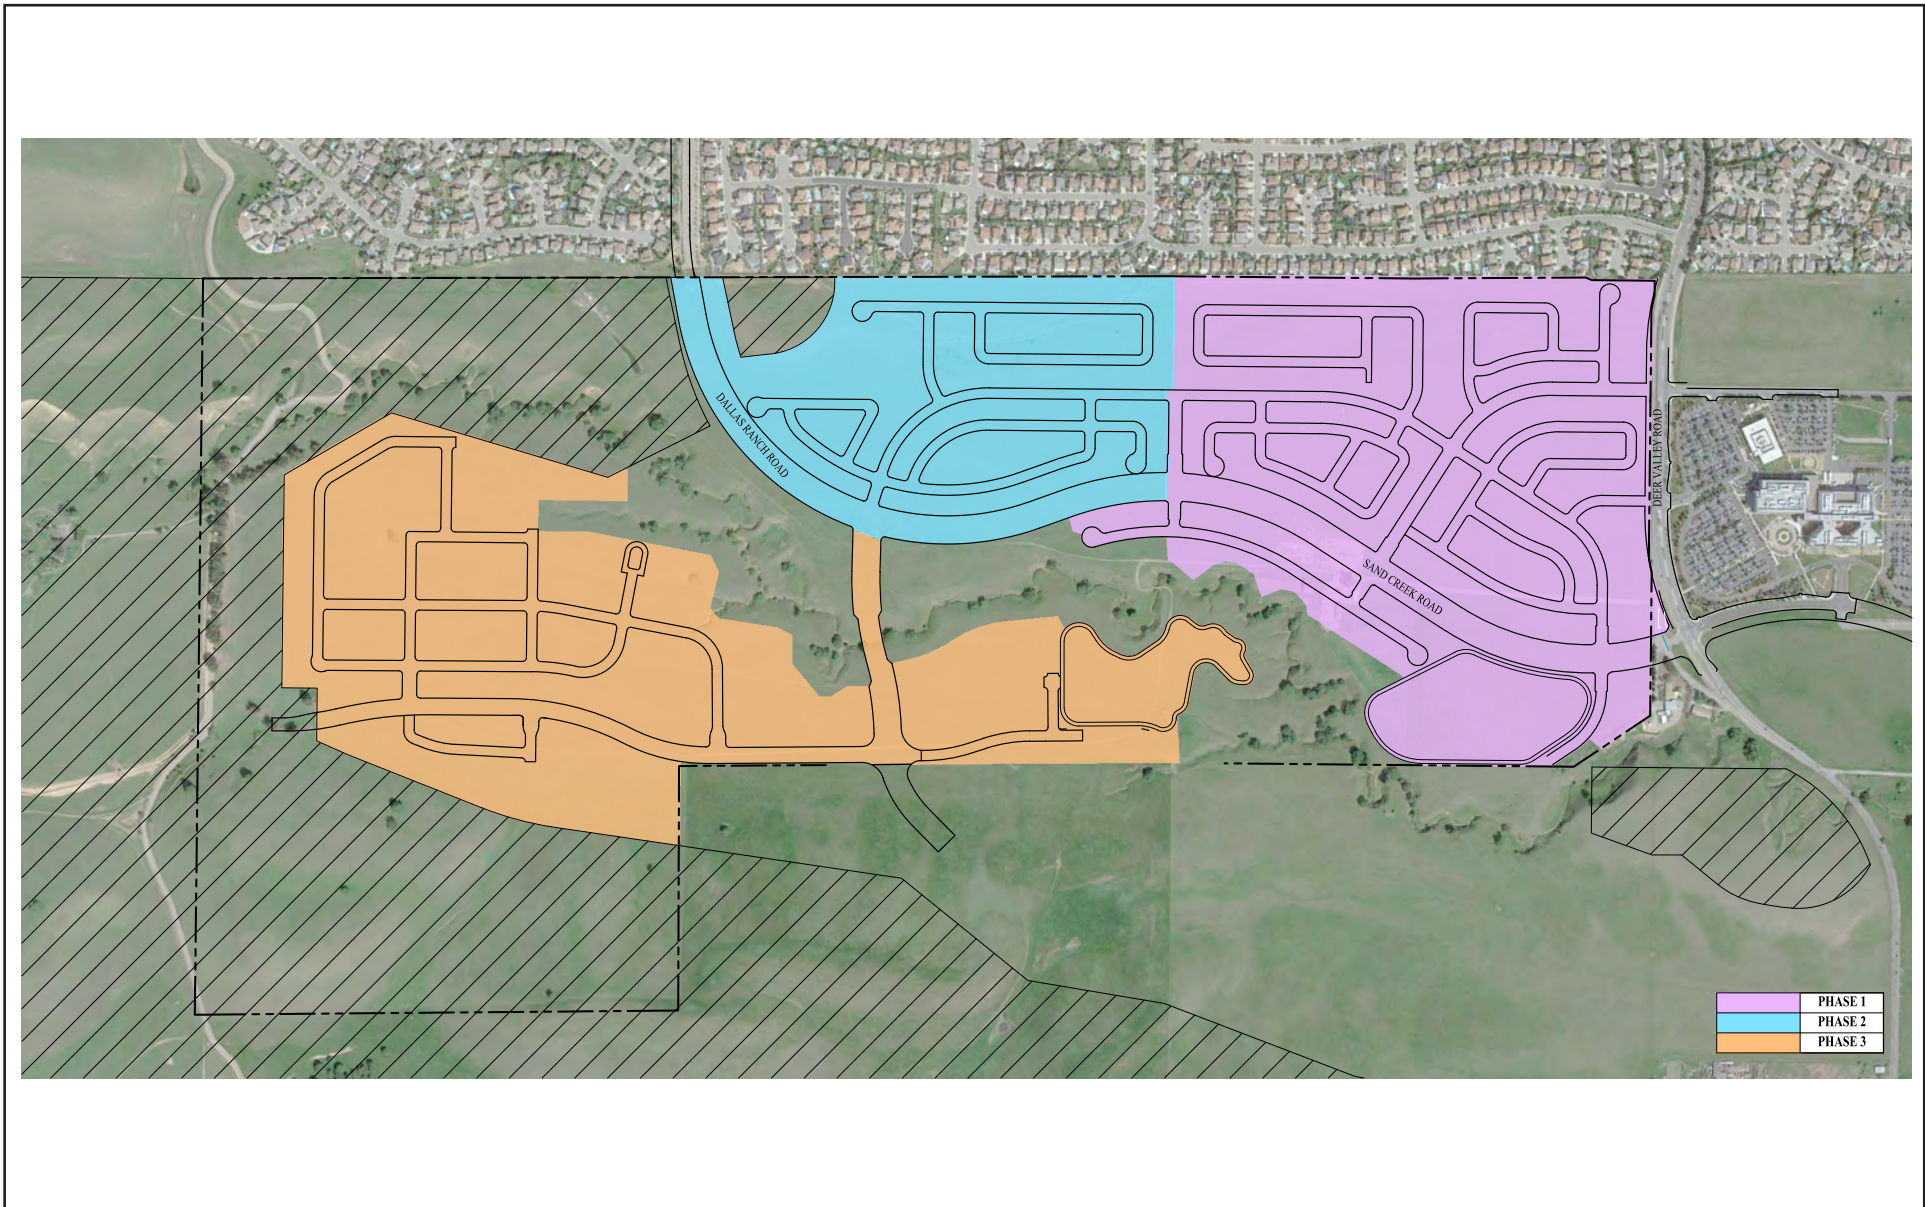 DALLAS RANCH ROAD
DEER VALLEY ROAD
SAND CREEK ROAD
PHASE 1
PHASE 2
PHASE 3